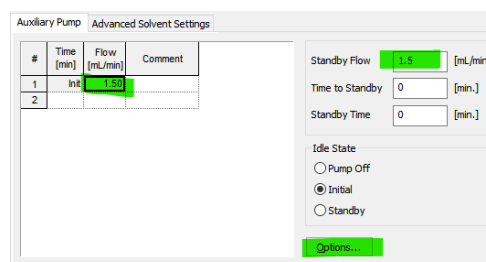 Auxiliary Pump Advanced Solvent Settings
# Time [min] Flow [mL/min] Comment
1 Init 1.50
2
Standby Flow 1.5 [mL/min
Time to Standby 0 [min.]
Standby Time 0 [min.]
Idle State
Pump Off
Initial
Standby
Options...